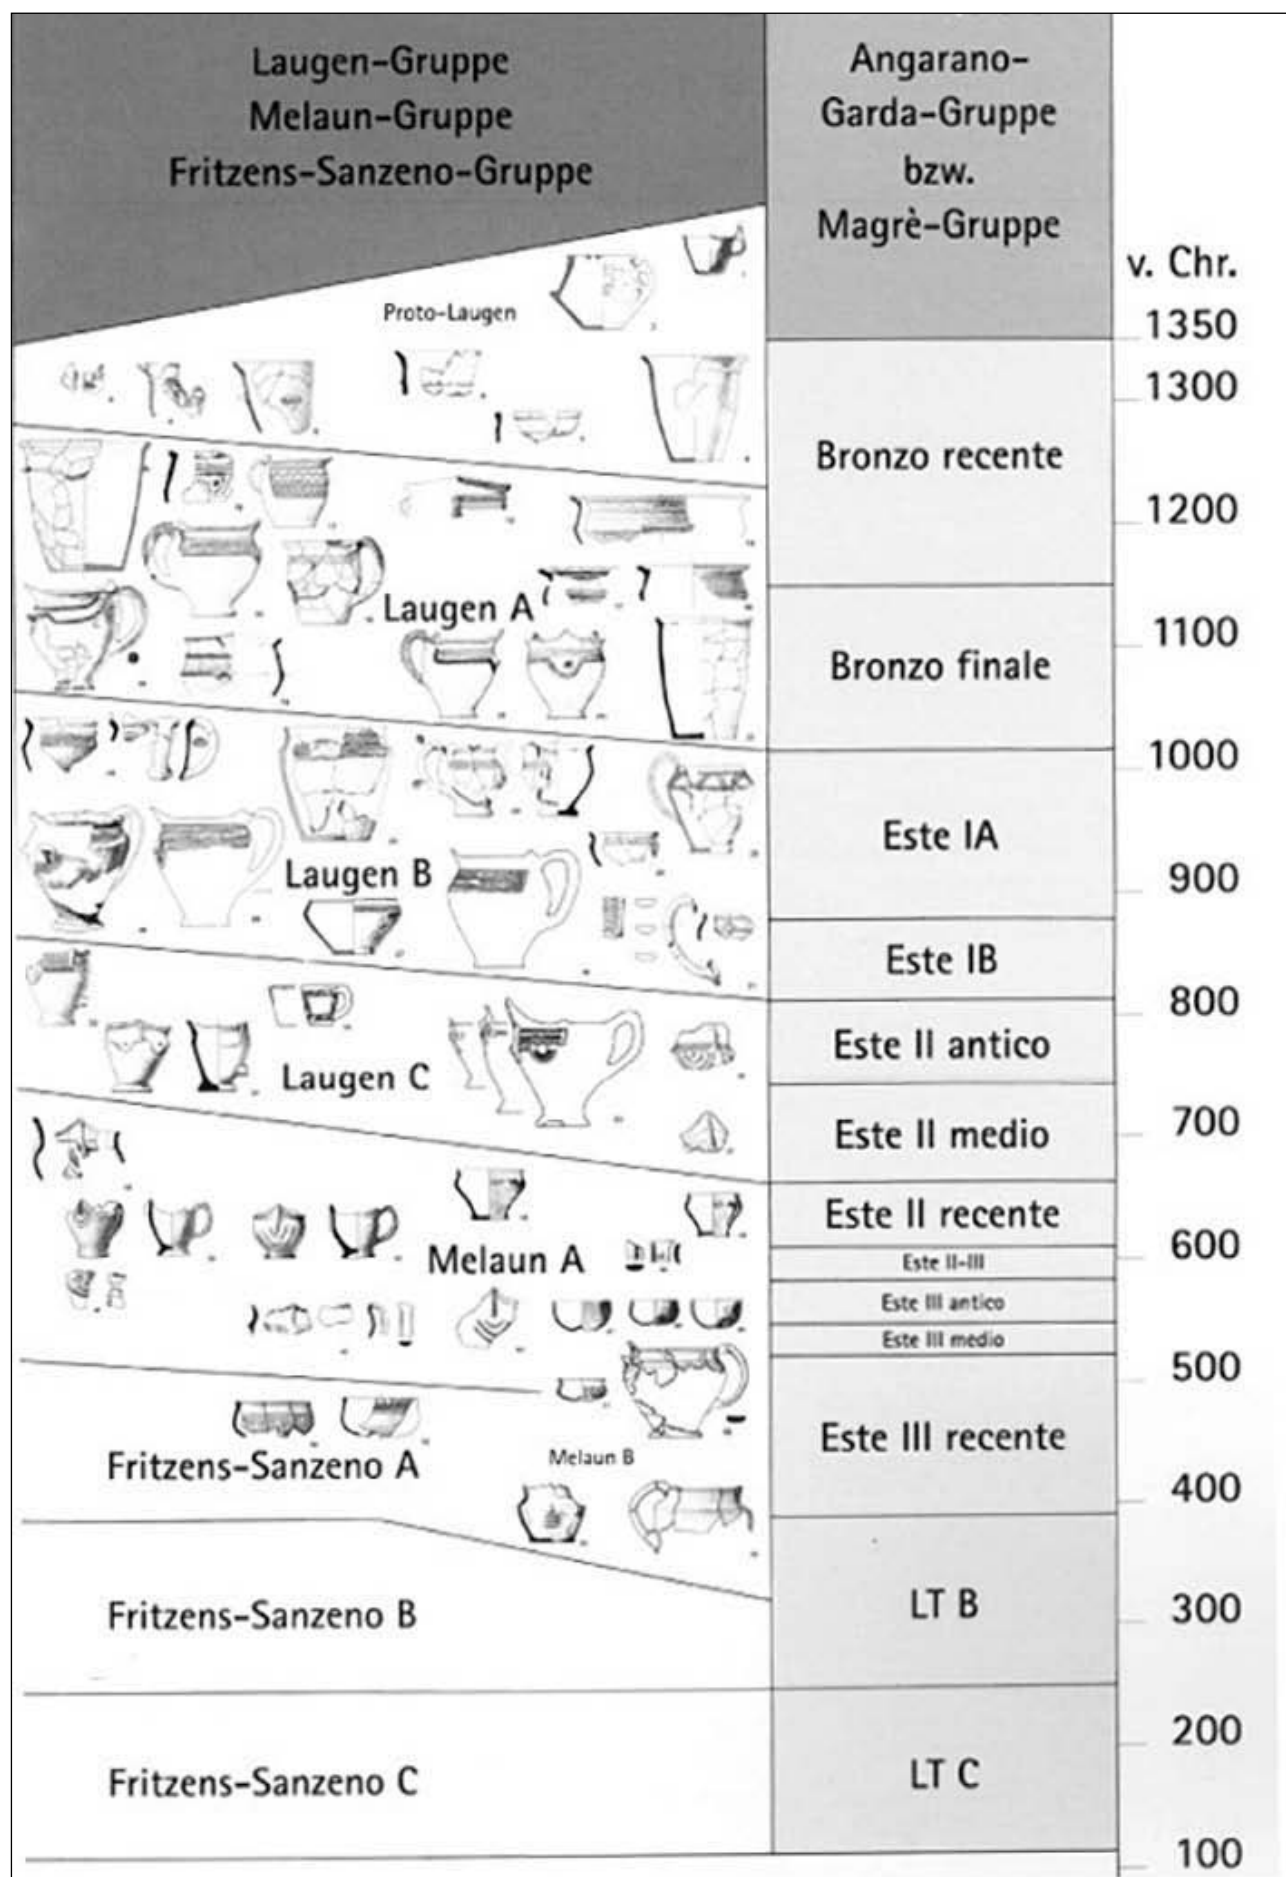 Laugen-Gruppe
Melaun-Gruppe
Fritzens-Sanzeno-Gruppe
Angarano-
Garda-Gruppe
bzw.
Magrè-Gruppe
v. Chr.
1350
1300
1200
1100
1000
900
800
700
600
500
400
300
200
100
Proto-Laugen
Laugen A
Laugen B
Laugen C
Melaun A
Melaun B
Fritzens-Sanzeno A
Fritzens-Sanzeno B
Fritzens-Sanzeno C
Bronzo recente
Bronzo finale
Este IA
Este IB
Este II antico
Este II medio
Este II recente
Este II-III
Este III antico
Este III medio
Este III recente
LT B
LT C